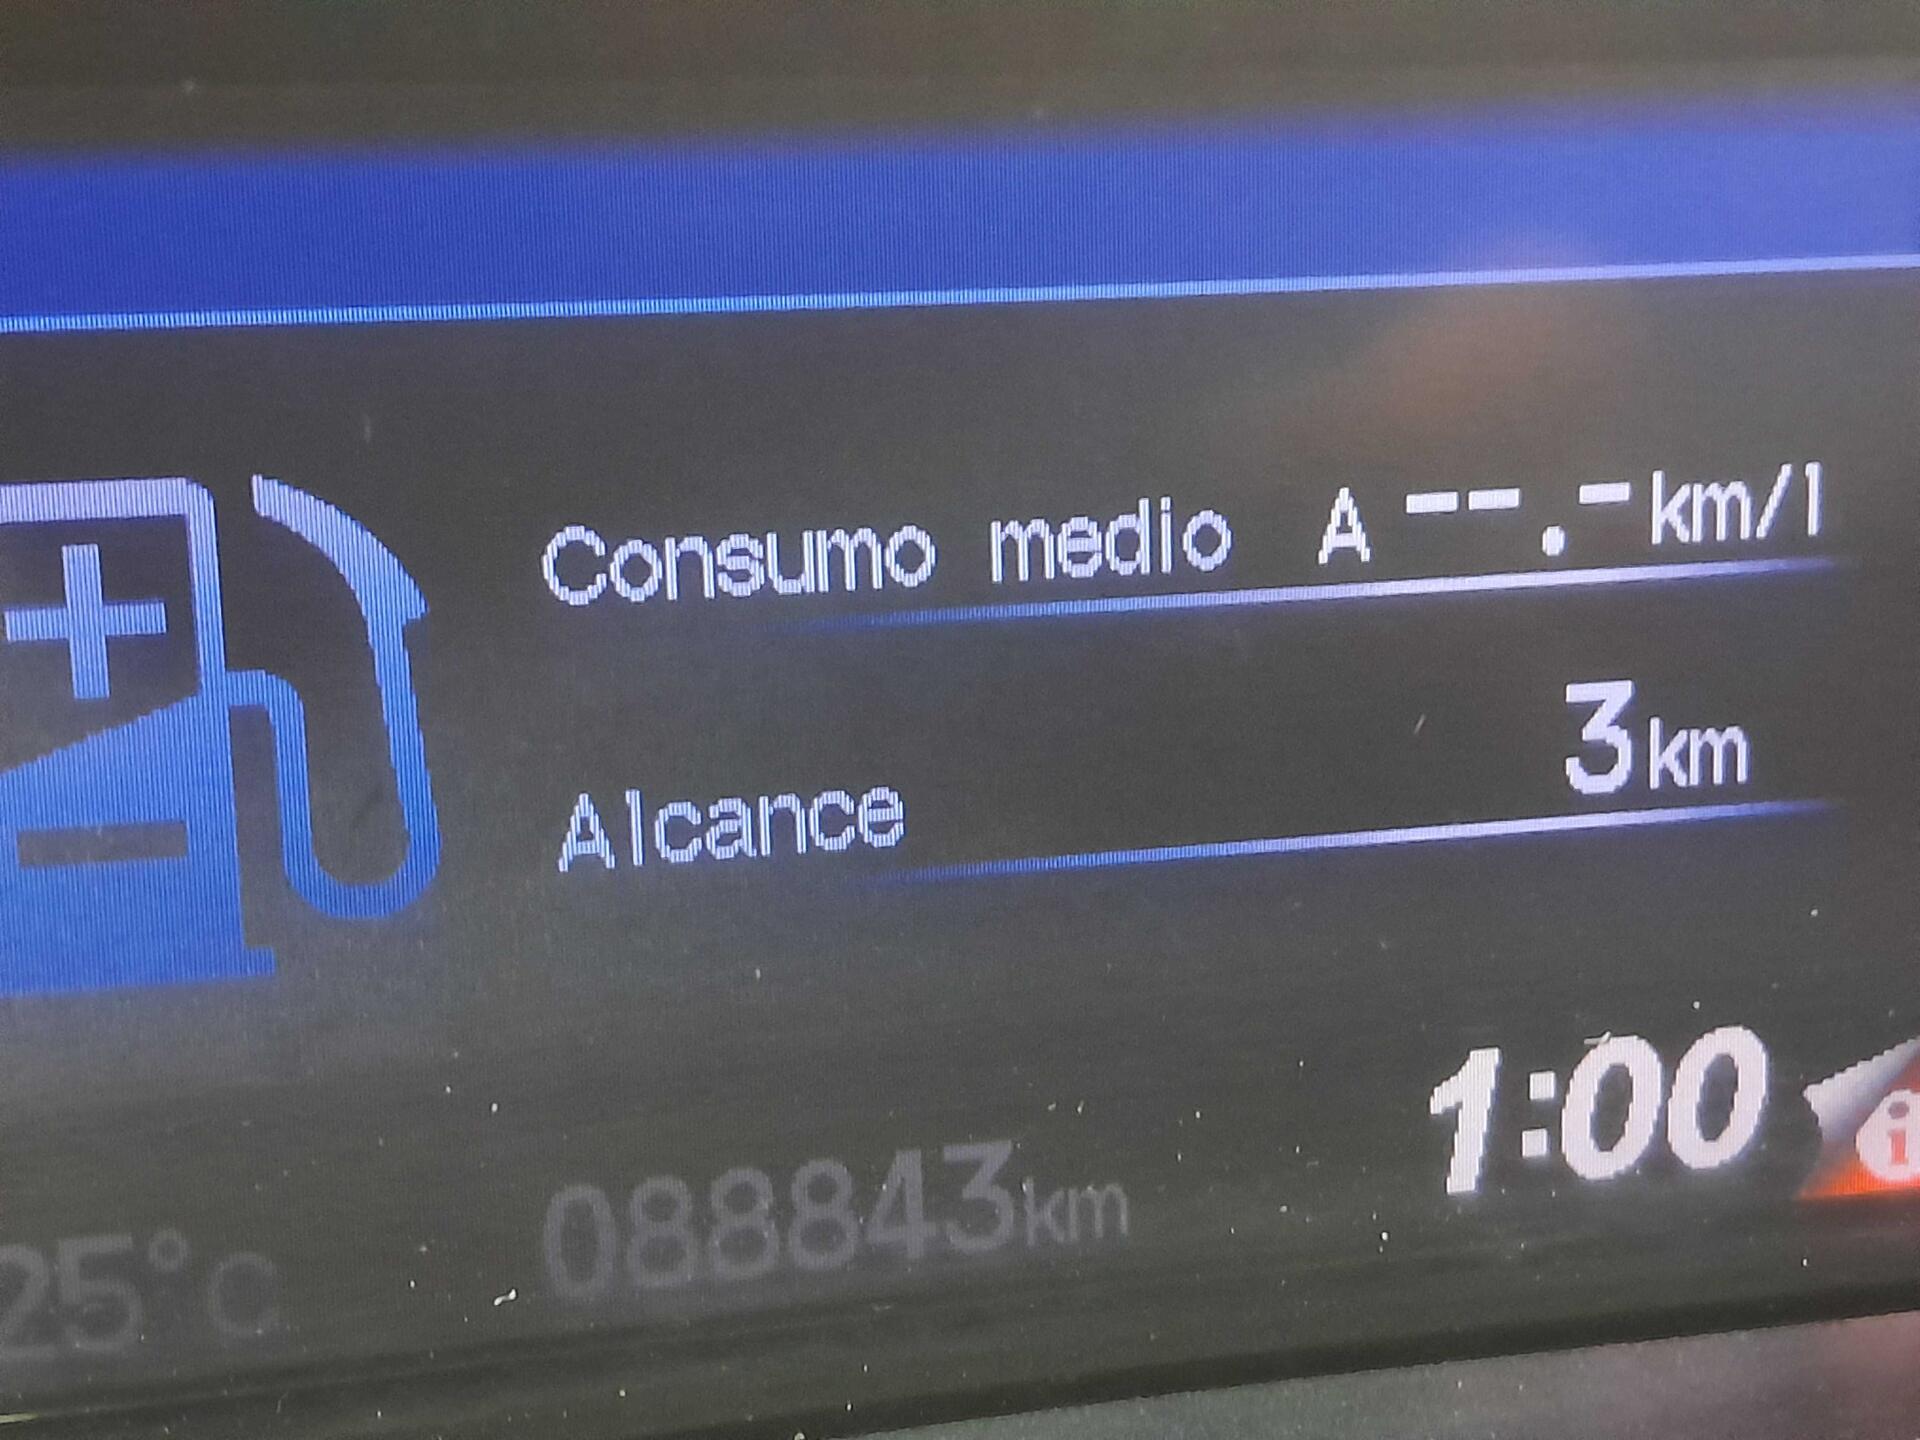 Consumo medio A --.- km/l
Alcance 3 km
1:00
088843 km
25°C